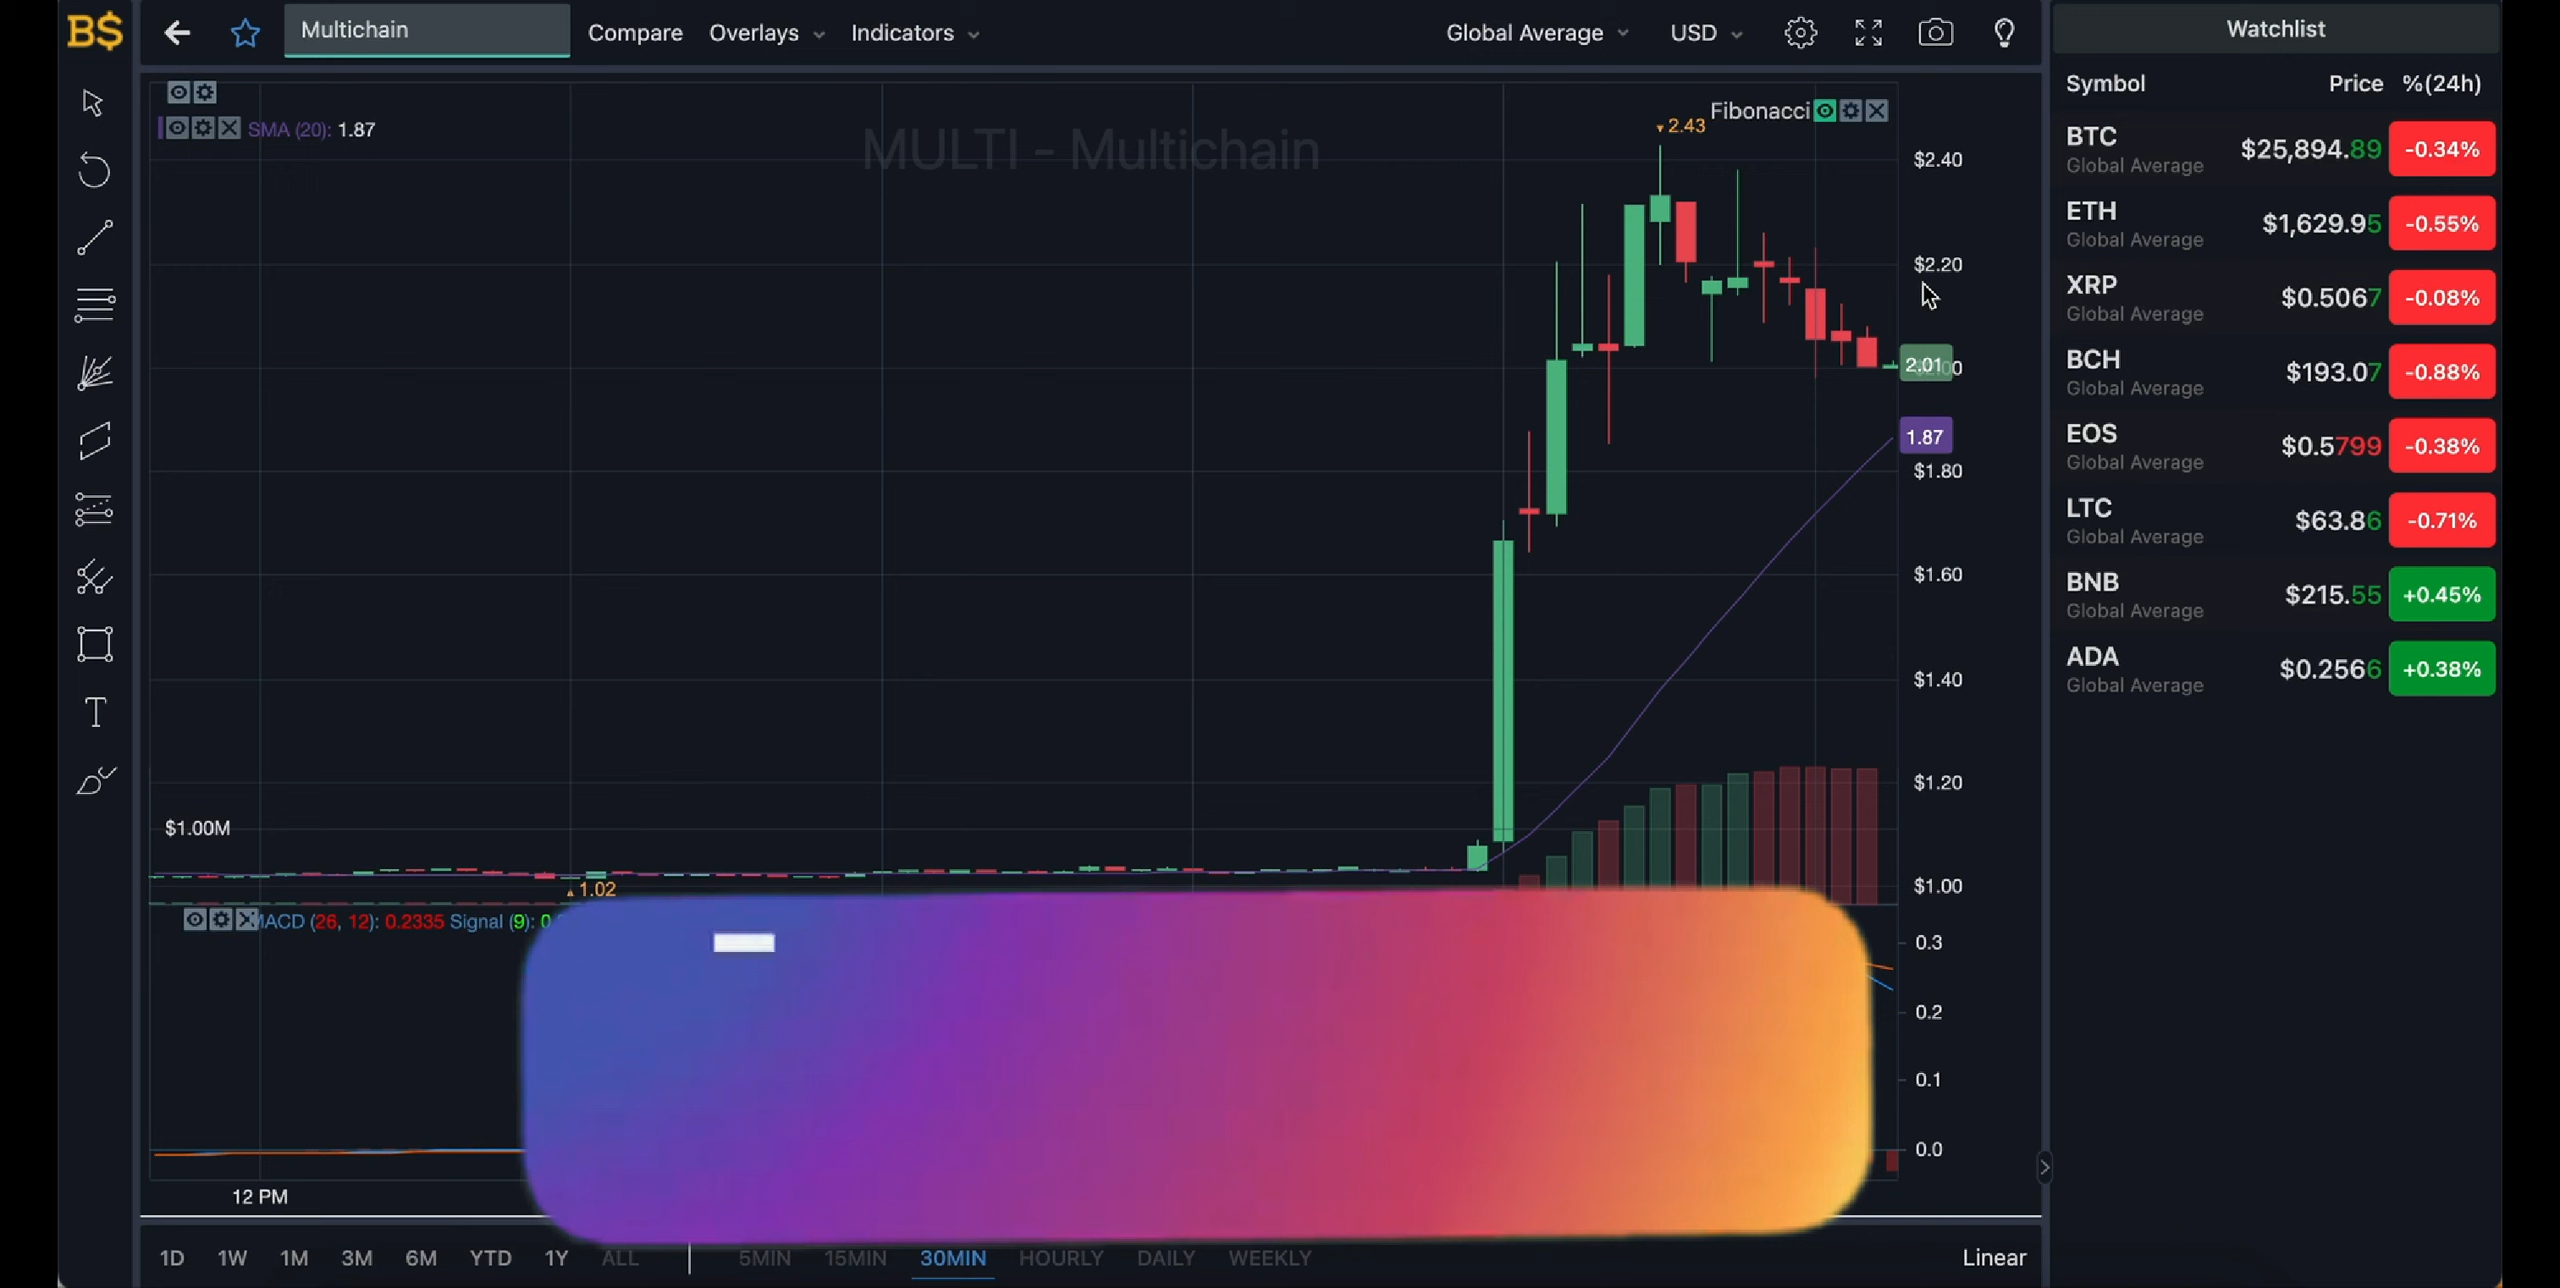 B$
Multichain
Compare
Overlays
Indicators
Global Average
USD
Watchlist
Symbol Price %(24h)
BTC $25,894.89 -0.34%
Global Average
ETH $1,629.95 -0.55%
Global Average
XRP $0.5067 -0.08%
Global Average
BCH $193.07 -0.88%
Global Average
EOS $0.5799 -0.38%
Global Average
LTC $63.86 -0.71%
Global Average
BNB $215.55 +0.45%
Global Average
ADA $0.2566 +0.38%
Global Average
SMA (20): 1.87
MULTI - Multichain
Fibonacci
2.43
$2.40
$2.20
2.01
1.87
$1.80
$1.60
$1.40
$1.20
$1.00M
$1.00
1.02
MACD (26, 12): 0.2335 Signal (9): 0
0.3
0.2
0.1
0.0
12 PM
T
1D 1W 1M 3M 6M YTD 1Y ALL 5MIN 15MIN 30MIN HOURLY DAILY WEEKLY
Linear